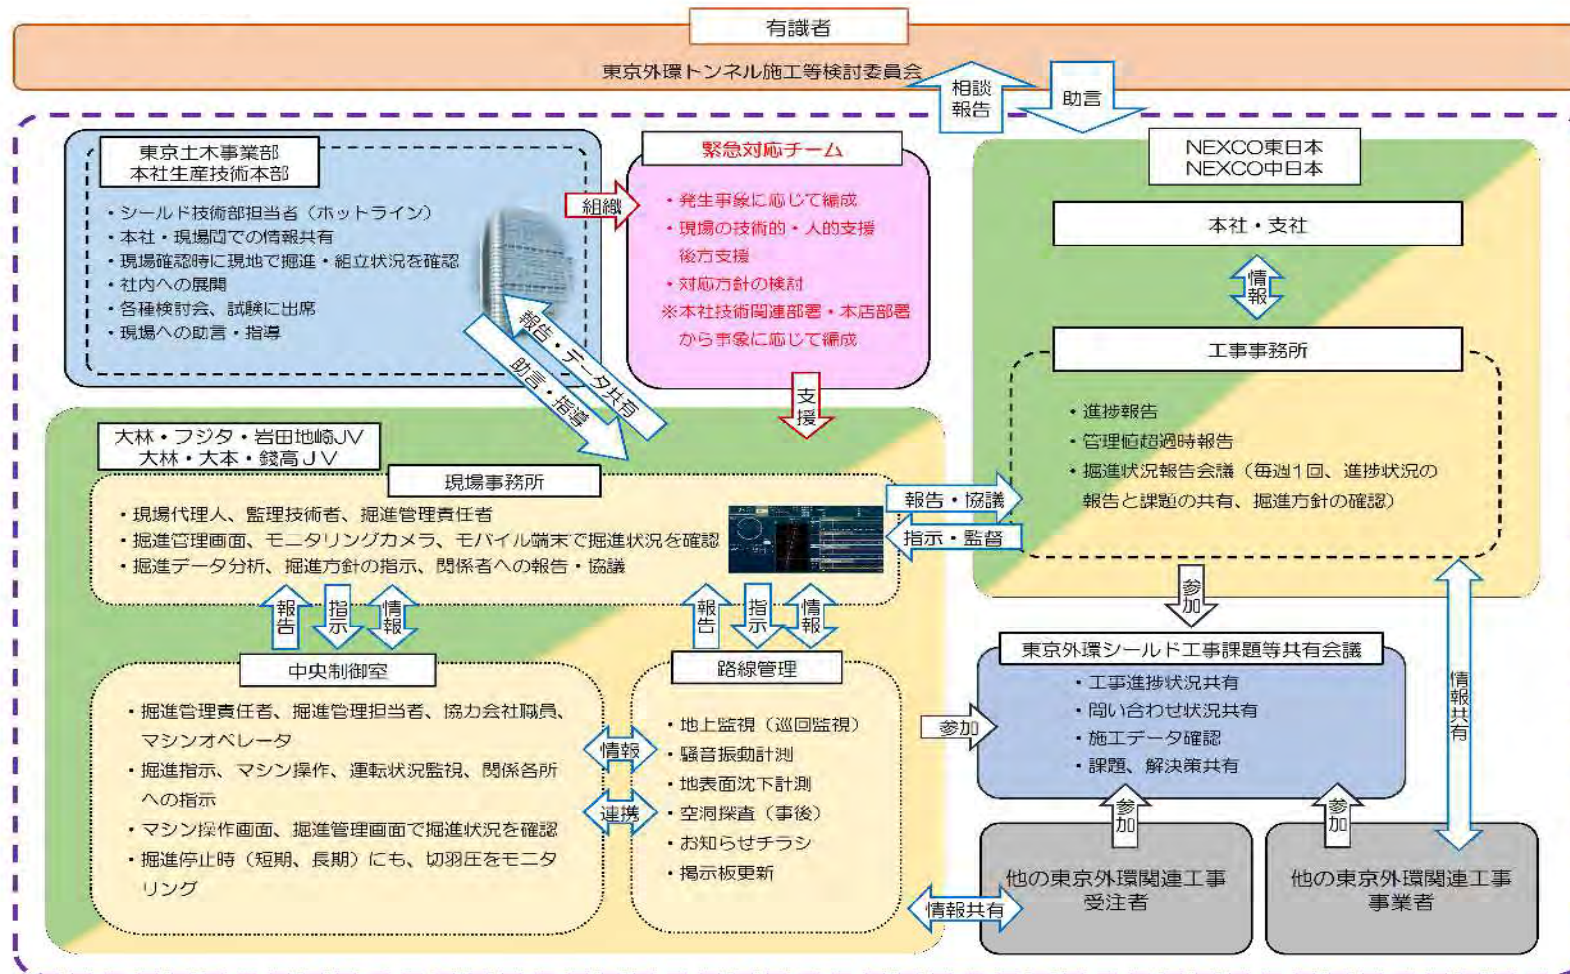 有識者
東京外環トンネル施工等検討委員会
相談
報告
助言
東京土木事業部
本社生産技術本部
・シールド技術部担当者（ホットライン）
・本社・現場間での情報共有
・現場確認時に現地で掘進・組立状況を確認
・社内への展開
・各種検討会、試験に出席
・現場への助言・指導
組織
緊急対応チーム
・発生事象に応じて編成
・現場の技術的・人的支援
後方支援
・対応方針の検討
※本社技術関連部署・本店部署
から事象に応じて編成
報告・データ共有
助言・指導
支援
NEXCO東日本
NEXCO中日本
本社・支社
情報
工事事務所
・進捗報告
・管理値超過時報告
・掘進状況報告会議（毎週1回、進捗状況の
報告と課題の共有、掘進方針の確認）
大林・フジタ・岩田地崎JV
大林・大本・錢高ＪＶ
現場事務所
・現場代理人、監理技術者、掘進管理責任者
・掘進管理画面、モニタリングカメラ、モバイル端末で掘進状況を確認
・掘進データ分析、掘進方針の指示、関係者への報告・協議
報告・協議
指示・監督
報告
指示
情報
報告
指示
情報
中央制御室
・掘進管理責任者、掘進管理担当者、協力会社職員、
マシンオペレータ
・掘進指示、マシン操作、運転状況監視、関係各所
への指示
・マシン操作画面、掘進管理画面で掘進状況を確認
・掘進停止時（短期、長期）にも、切羽圧をモニタ
リング
情報
連携
路線管理
・地上監視（巡回監視）
・騒音振動計測
・地表面沈下計測
・空洞探査（事後）
・お知らせチラシ
・掲示板更新
参加
参加
東京外環シールド工事課題等共有会議
・工事進捗状況共有
・問い合わせ状況共有
・施工データ確認
・課題、解決策共有
情報共有
参加
参加
情報共有
他の東京外環関連工事
受注者
他の東京外環関連工事
事業者